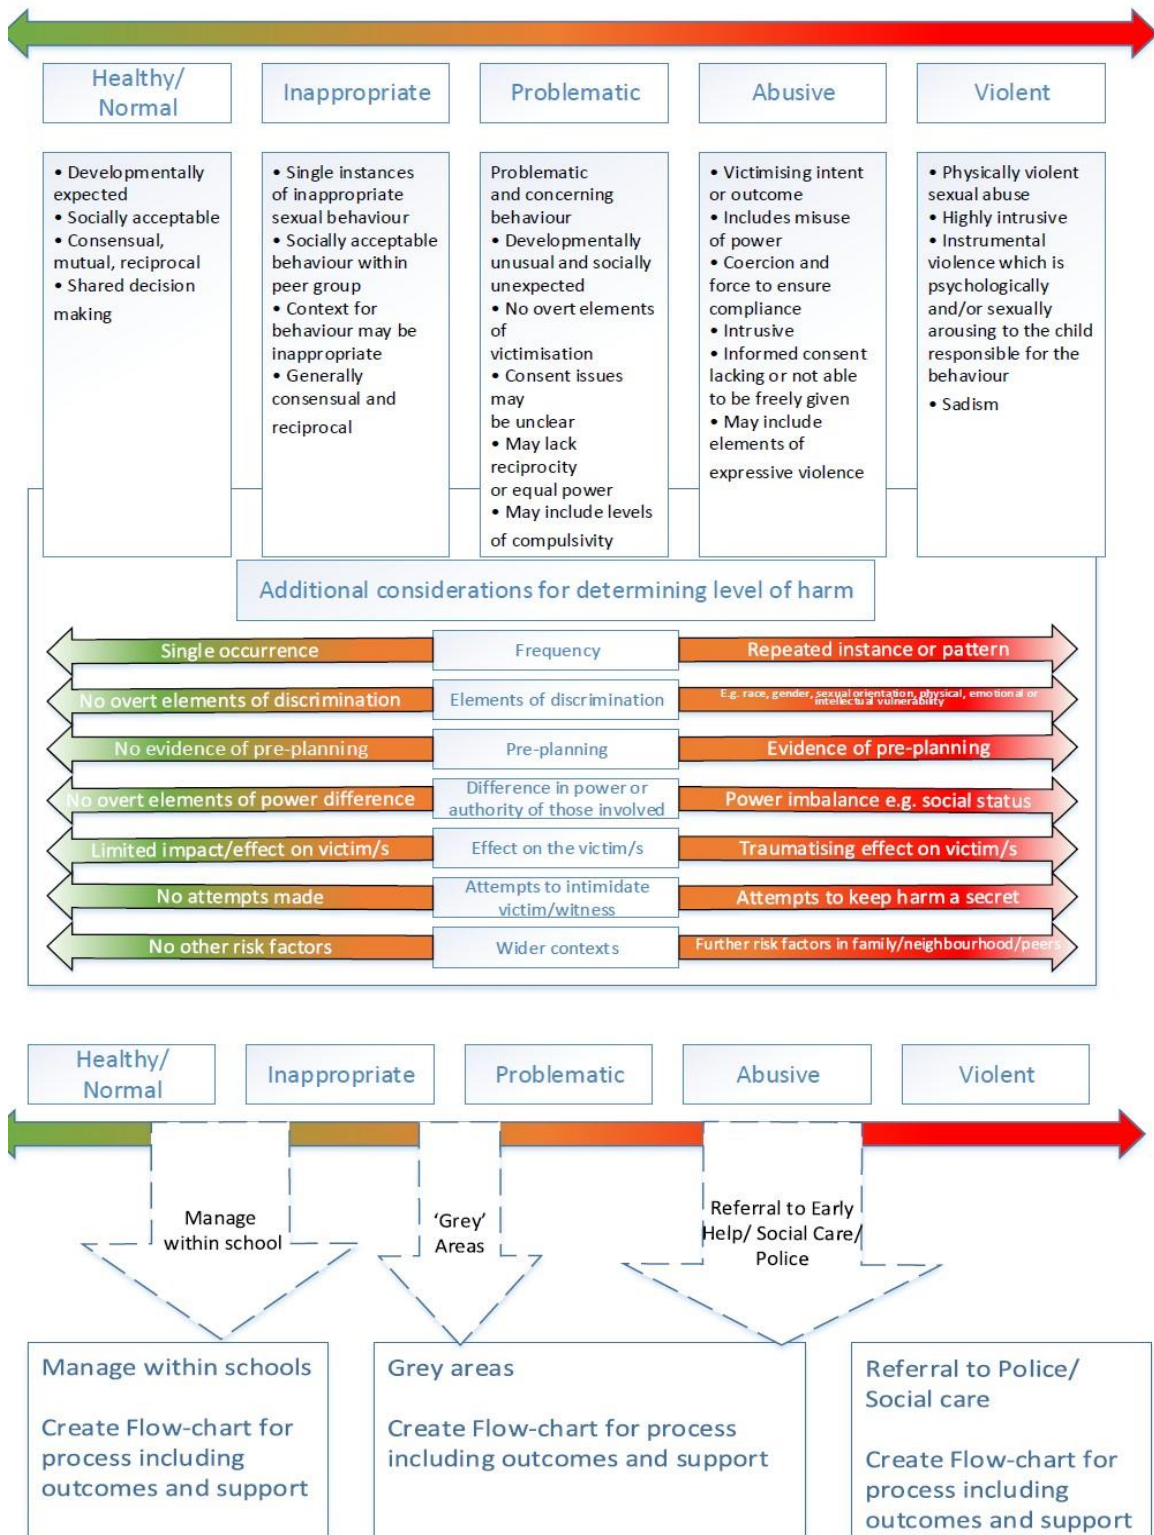 Healthy/
Normal
Inappropriate
Problematic
Abusive
Violent
• Developmentally
expected
• Socially acceptable
• Consensual,
mutual, reciprocal
• Shared decision
making
• Single instances
of inappropriate
sexual behaviour
• Socially acceptable
behaviour within
peer group
• Context for
behaviour may be
inappropriate
• Generally
consensual and
reciprocal
Problematic
and concerning
behaviour
• Developmentally
unusual and socially
unexpected
• No overt elements
of
victimisation
• Consent issues
may
be unclear
• May lack
reciprocity
or equal power
• May include levels
of compulsivity
• Victimising intent
or outcome
• Includes misuse
of power
• Coercion and
force to ensure
compliance
• Intrusive
• Informed consent
lacking or not able
to be freely given
• May include
elements of
expressive violence
• Physically violent
sexual abuse
• Highly intrusive
• Instrumental
violence which is
psychologically
and/or sexually
arousing to the child
responsible for the
behaviour
• Sadism
Additional considerations for determining level of harm
Single occurrence
Frequency
Repeated instance or pattern
No overt elements of discrimination
Elements of discrimination
E.g. race, gender, sexual orientation, physical, emotional or
intellectual vulnerability
No evidence of pre-planning
Pre-planning
Evidence of pre-planning
No overt elements of power difference
Difference in power or
authority of those involved
Power imbalance e.g. social status
Limited impact/effect on victim/s
Effect on the victim/s
Traumatising effect on victim/s
No attempts made
Attempts to intimidate
victim/witness
Attempts to keep harm a secret
No other risk factors
Wider contexts
Further risk factors in family/neighbourhood/peers
Healthy/
Normal
Inappropriate
Problematic
Abusive
Violent
Manage
within school
‘Grey’
Areas
Referral to Early
Help/ Social Care/
Police
Manage within schools
Create Flow-chart for
process including
outcomes and support
Grey areas
Create Flow-chart for process
including outcomes and support
Referral to Police/
Social care
Create Flow-chart for
process including
outcomes and support